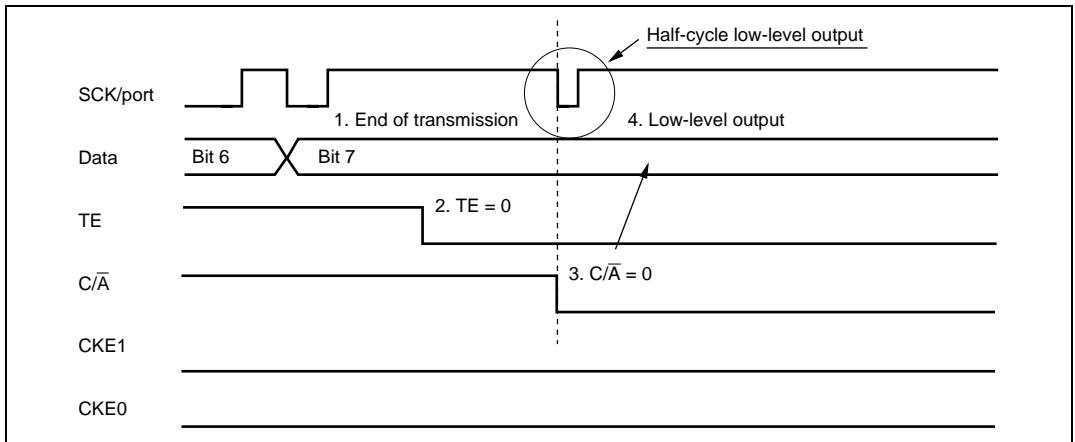 Half-cycle low-level output
SCK/port
1. End of transmission
4. Low-level output
Data
Bit 6
Bit 7
TE
2. TE = 0
C/A̅
3. C/A̅ = 0
CKE1
CKE0